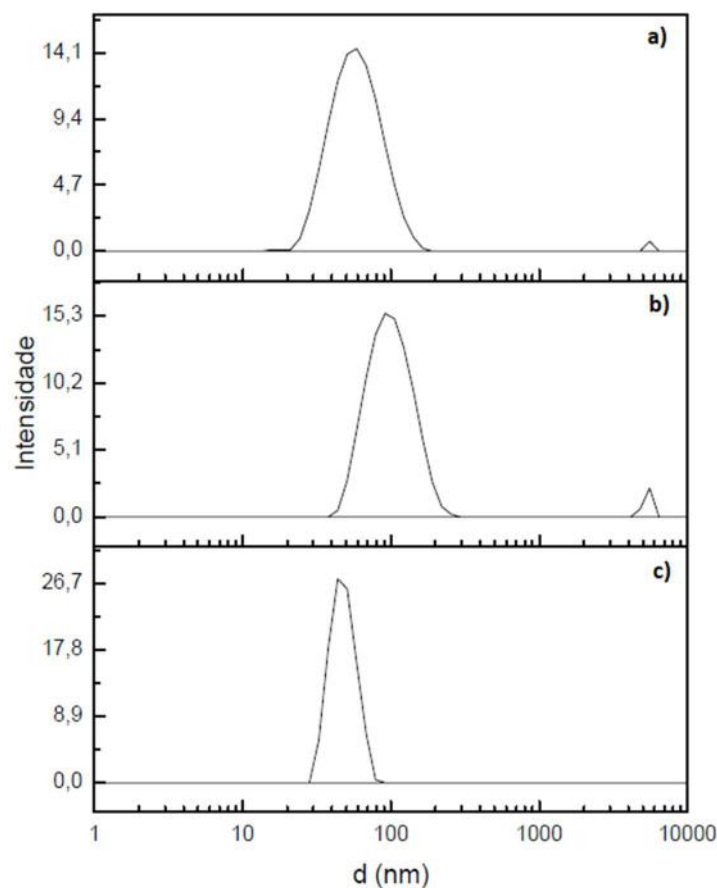 a)
14,1
9,4
4,7
0,0
b)
15,3
10,2
5,1
0,0
Intensidade
c)
26,7
17,8
8,9
0,0
1 10 100 1000 10000
d (nm)